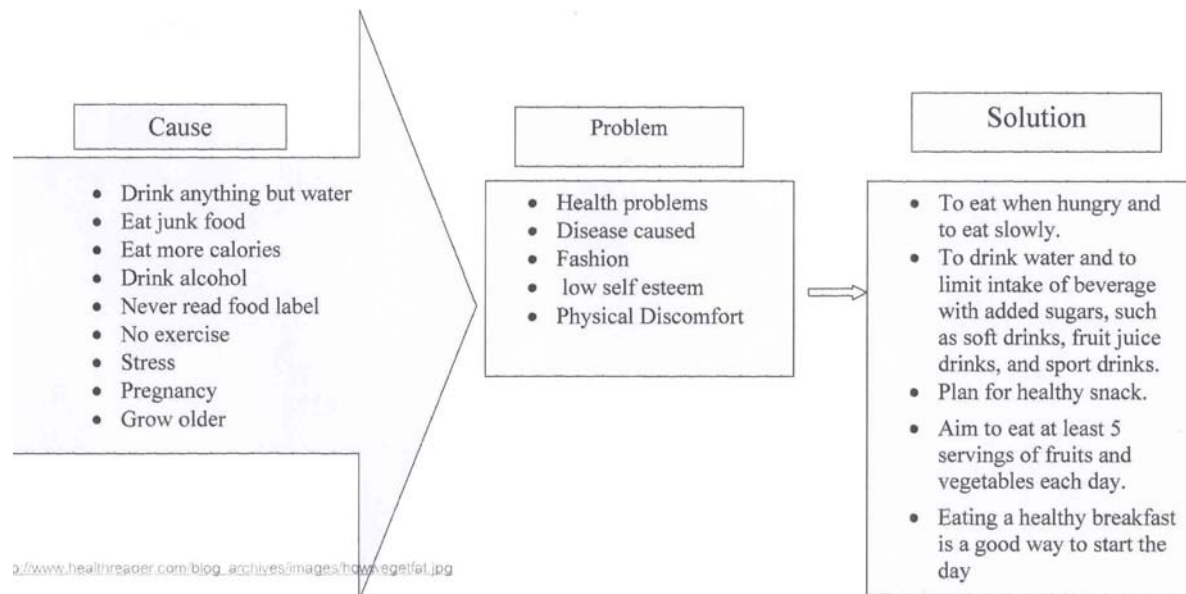 Cause
• Drink anything but water
• Eat junk food
• Eat more calories
• Drink alcohol
• Never read food label
• No exercise
• Stress
• Pregnancy
• Grow older
Problem
• Health problems
• Disease caused
• Fashion
• low self esteem
• Physical Discomfort
Solution
• To eat when hungry and
to eat slowly.
• To drink water and to
limit intake of beverage
with added sugars, such
as soft drinks, fruit juice
drinks, and sport drinks.
• Plan for healthy snack.
• Aim to eat at least 5
servings of fruits and
vegetables each day.
• Eating a healthy breakfast
is a good way to start the
day